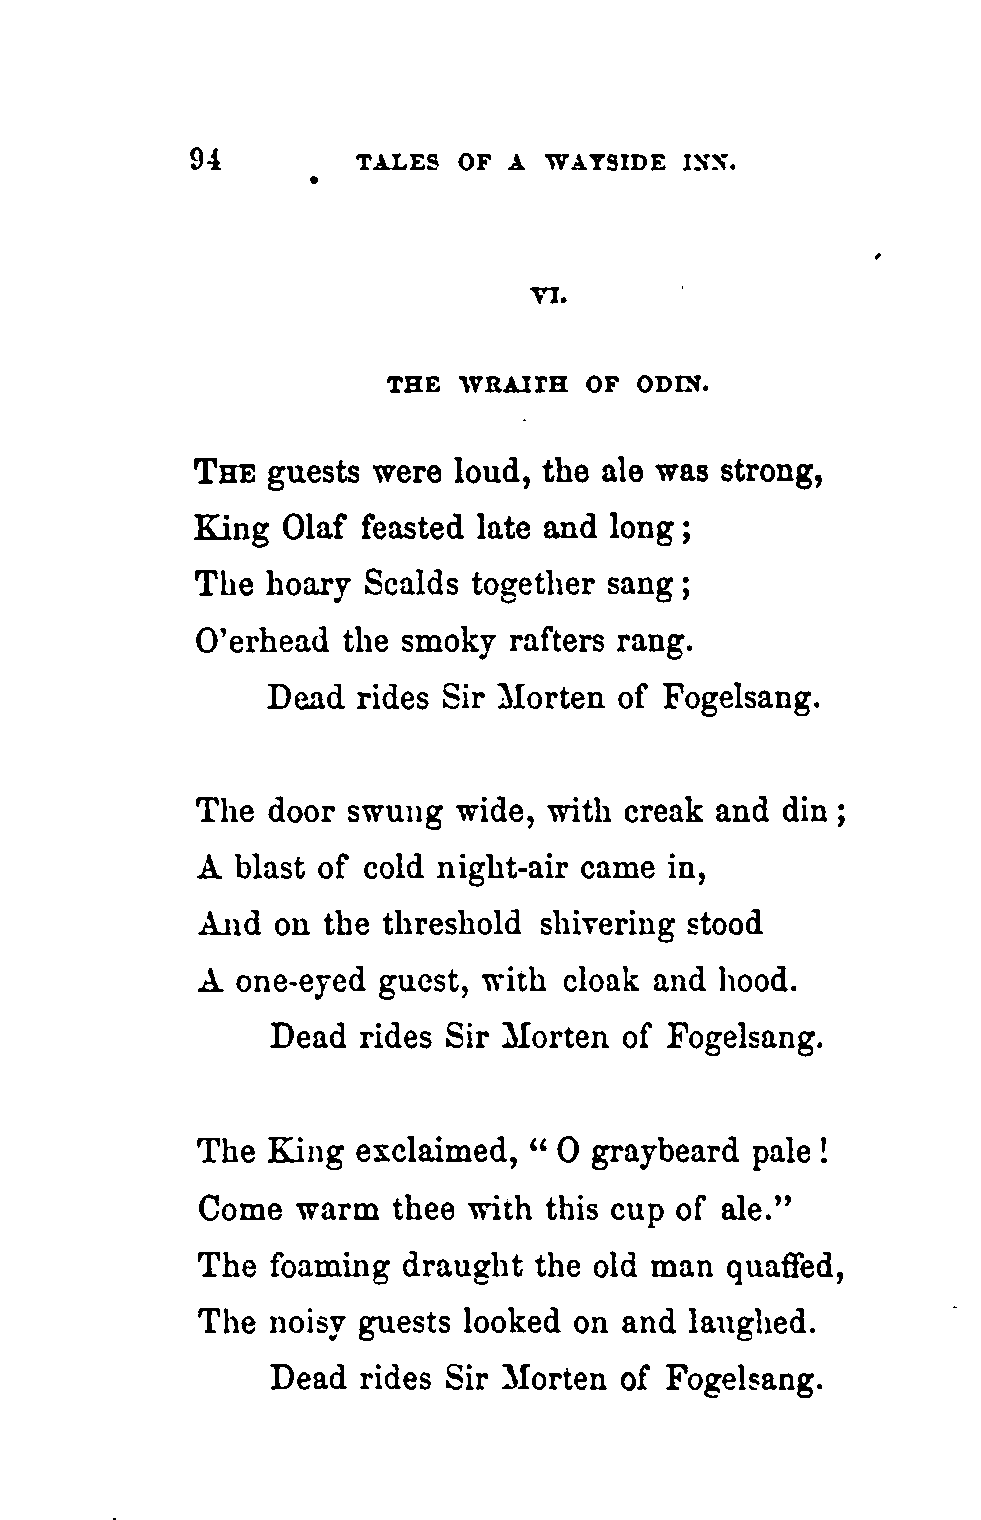 94 TALES OF A WAYSIDE INN.
VI.
THE WRAITH OF ODIN.
THE guests were loud, the ale was strong,
King Olaf feasted late and long;
The hoary Scalds together sang;
O'erhead the smoky rafters rang.
Dead rides Sir Morten of Fogelsang.
The door swung wide, with creak and din;
A blast of cold night-air came in,
And on the threshold shivering stood
A one-eyed guest, with cloak and hood.
Dead rides Sir Morten of Fogelsang.
The King exclaimed, "O graybeard pale!
Come warm thee with this cup of ale."
The foaming draught the old man quaffed,
The noisy guests looked on and laughed.
Dead rides Sir Morten of Fogelsang.